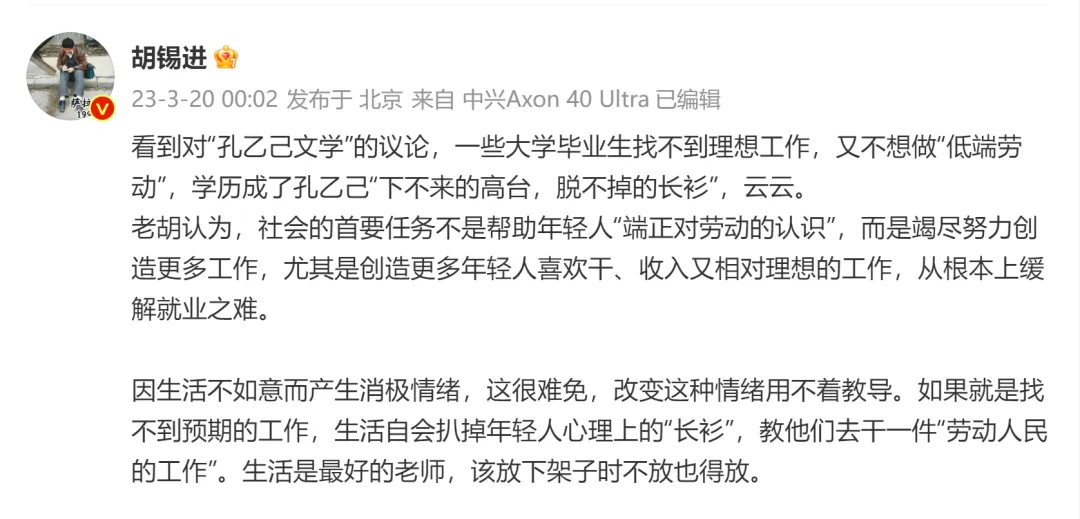 胡锡进
23-3-20 00:02 发布于 北京 来自 中兴Axon 40 Ultra 已编辑
看到对“孔乙己文学”的议论，一些大学毕业生找不到理想工作，又不想做“低端劳
动”，学历成了孔乙己“下不来的高台，脱不掉的长衫”，云云。
老胡认为，社会的首要任务不是帮助年轻人“端正对劳动的认识”，而是竭尽努力创
造更多工作，尤其是创造更多年轻人喜欢干、收入又相对理想的工作，从根本上缓
解就业之难。
因生活不如意而产生消极情绪，这很难免，改变这种情绪用不着教导。如果就是找
不到预期的工作，生活自会扒掉年轻人心理上的“长衫”，教他们去干一件“劳动人民
的工作”。生活是最好的老师，该放下架子时不放也得放。